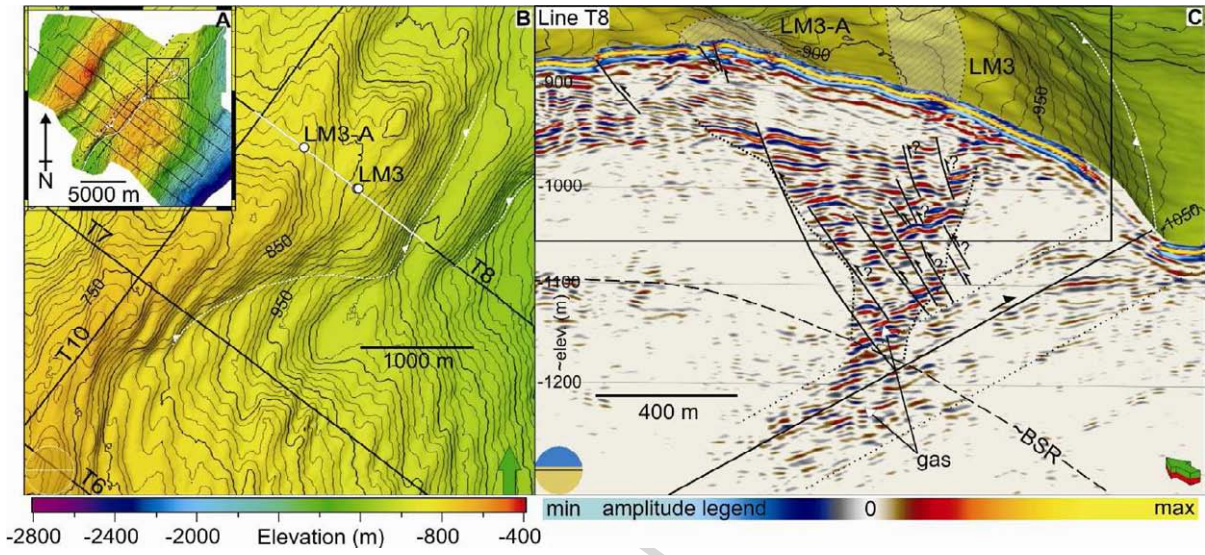 A
N
5000 m
B
LM3-A
LM3
T7
T8
T10
T6
850
750
950
1000 m
Line T8
C
LM3-A
-900
LM3
950
-900
-1000
-1100
-1200
-1050
?
?
?
?
?
?
?
~elev (m)
400 m
gas
~BSR
-2800 -2400 -2000 -1600 -1200 -800 -400
Elevation (m)
min amplitude legend 0 max